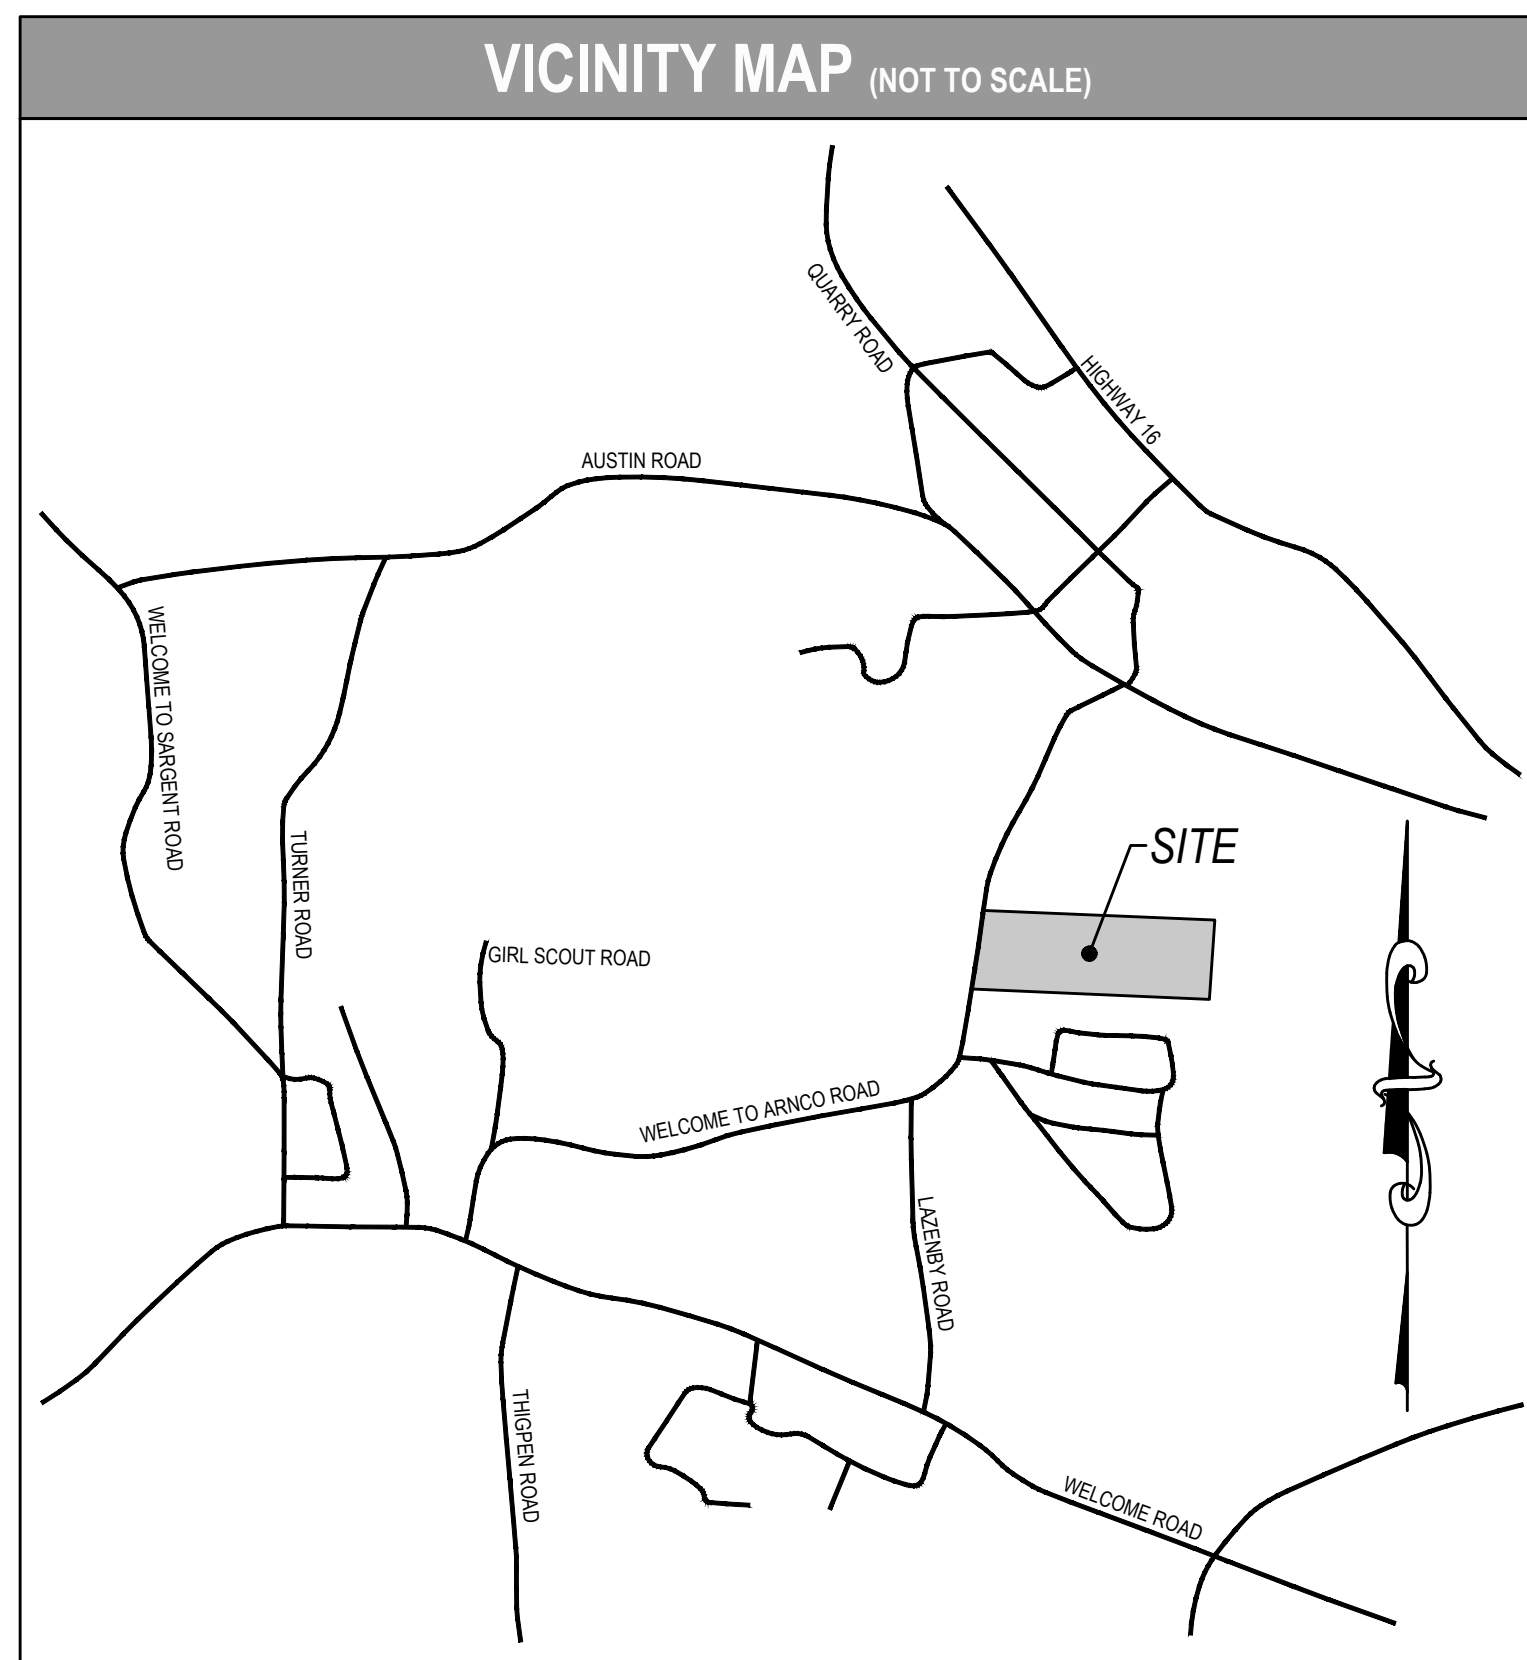 VICINITY MAP (NOT TO SCALE)
QUARRY ROAD
HIGHWAY 16
AUSTIN ROAD
WELCOME TO SARGENT ROAD
TURNER ROAD
SITE
GIRL SCOUT ROAD
WELCOME TO ARNCO ROAD
LAZENBY ROAD
THIGPEN ROAD
WELCOME ROAD